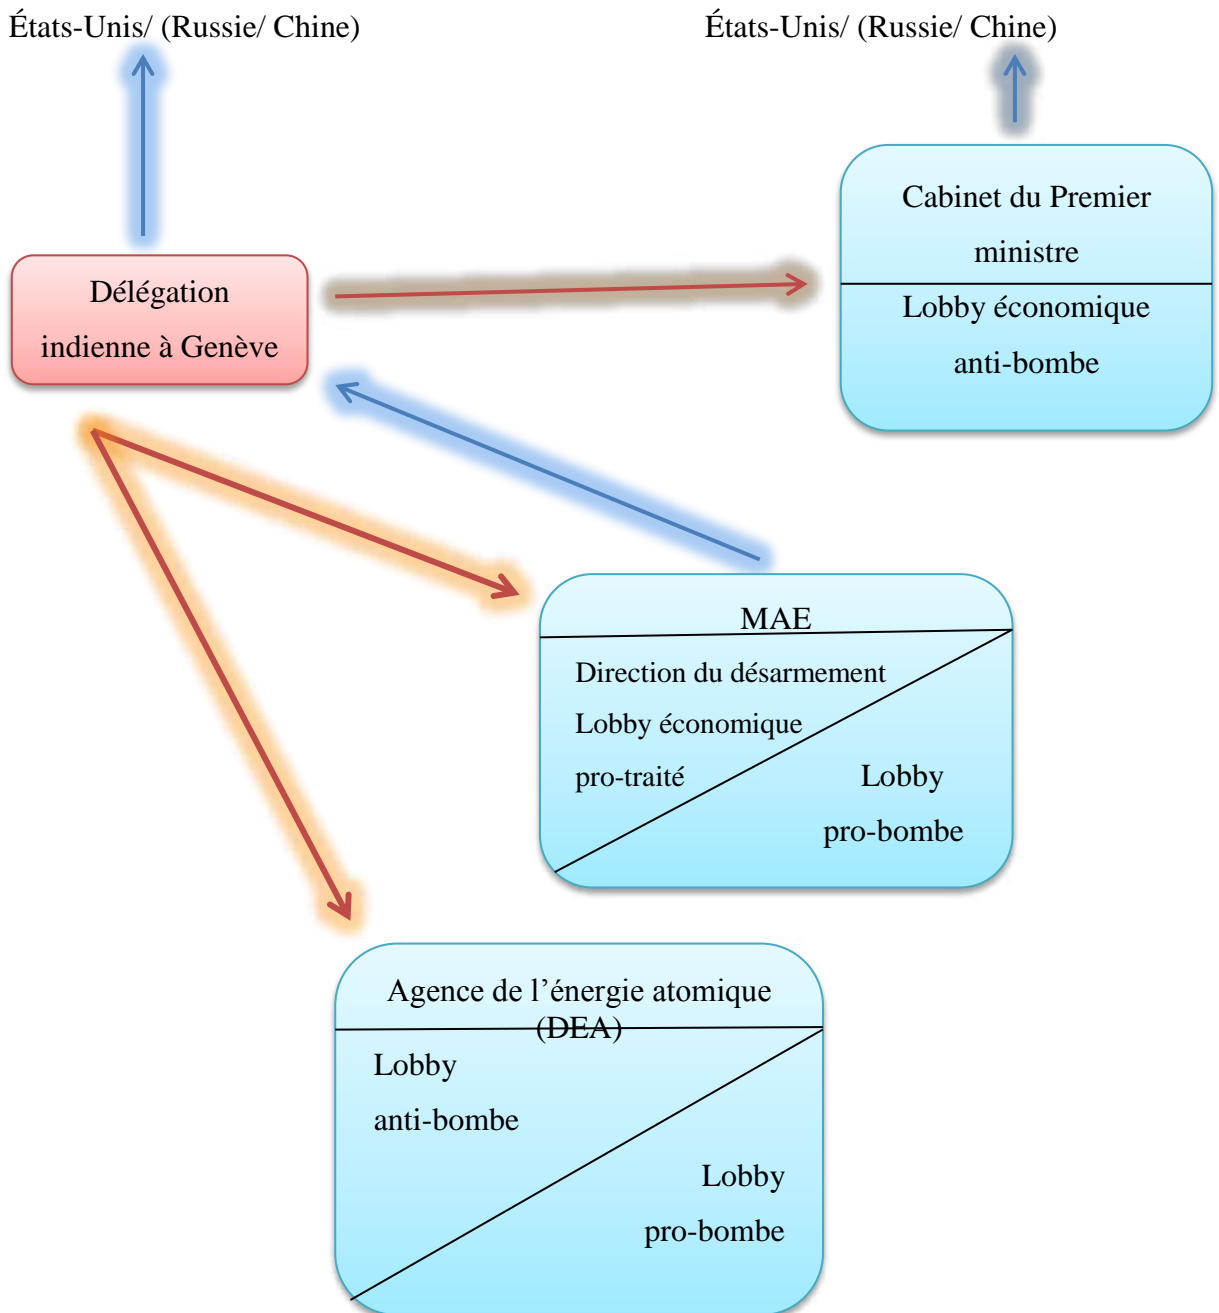 États-Unis/ (Russie/ Chine)
États-Unis/ (Russie/ Chine)
Cabinet du Premier
ministre
Lobby économique
anti-bombe
Délégation
indienne à Genève
MAE
Direction du désarmement
Lobby économique
pro-traité
Lobby
pro-bombe
Agence de l’énergie atomique
(DEA)
Lobby
anti-bombe
Lobby
pro-bombe